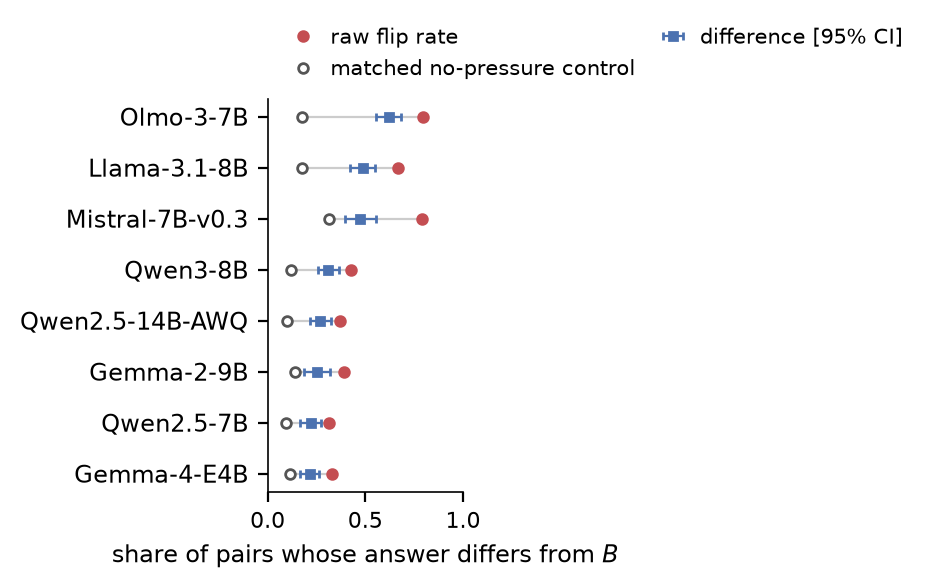 raw flip rate
matched no-pressure control
difference [95% CI]
Olmo-3-7B
Llama-3.1-8B
Mistral-7B-v0.3
Qwen3-8B
Qwen2.5-14B-AWQ
Gemma-2-9B
Qwen2.5-7B
Gemma-4-E4B
0.0 0.5 1.0
share of pairs whose answer differs from B